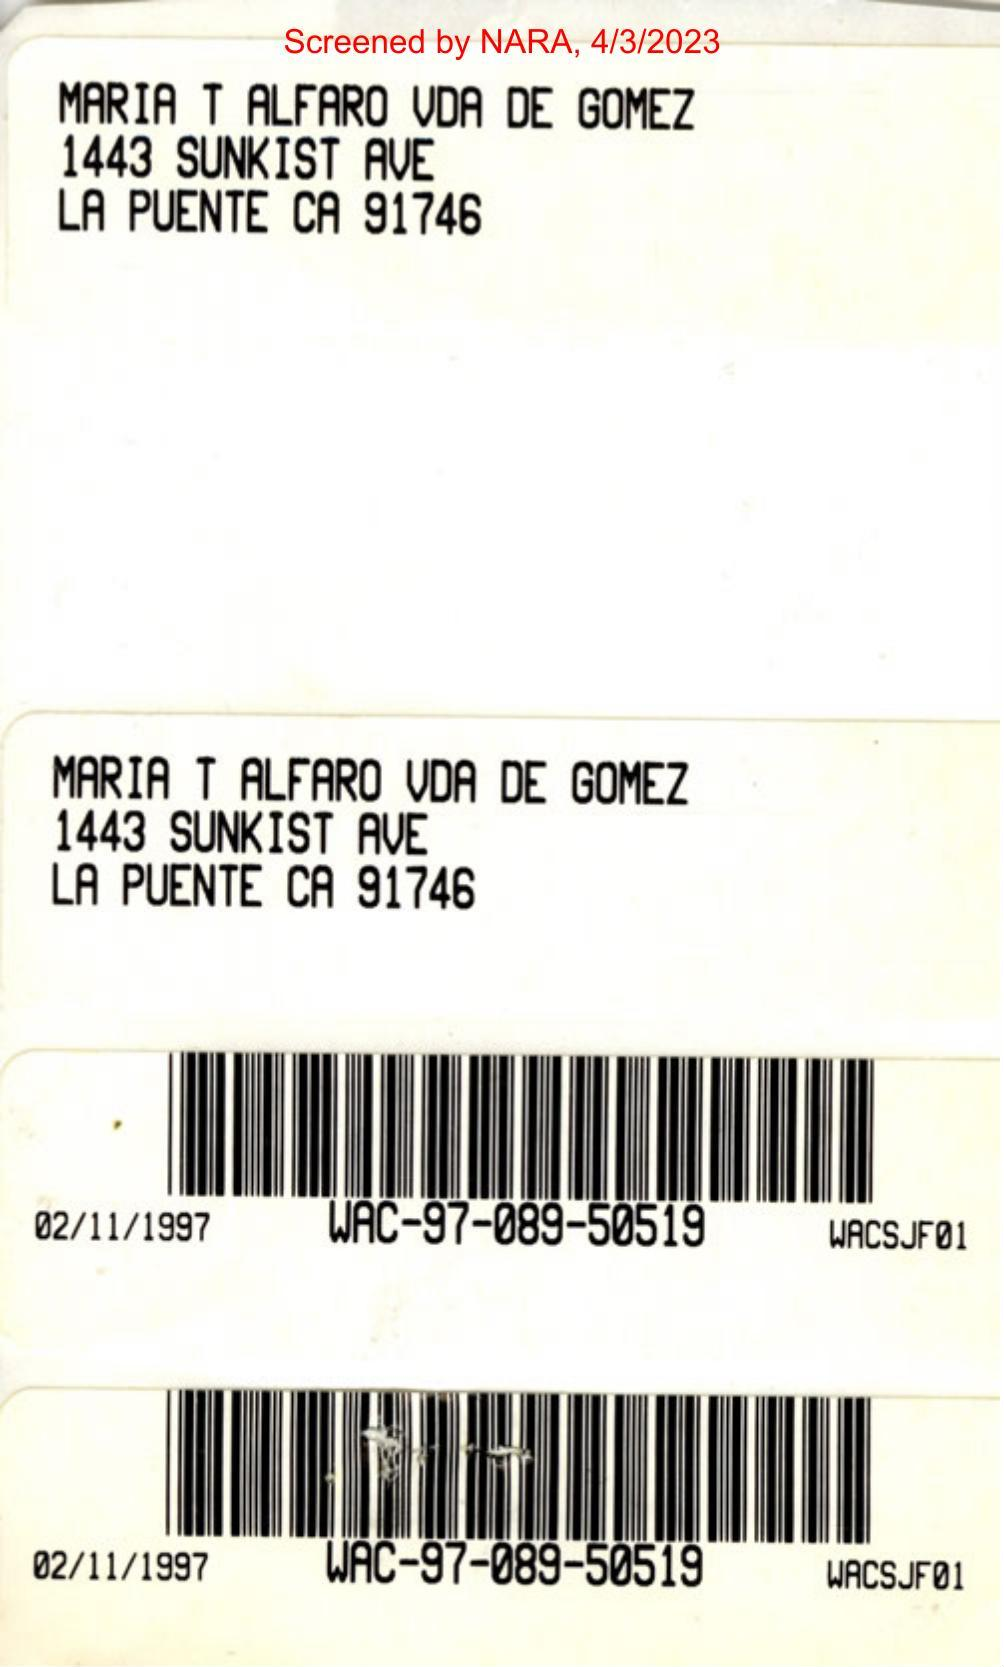 Screened by NARA, 4/3/2023
MARIA T ALFARO VDA DE GOMEZ
1443 SUNKIST AVE
LA PUENTE CA 91746
MARIA T ALFARO VDA DE GOMEZ
1443 SUNKIST AVE
LA PUENTE CA 91746
02/11/1997 WAC-97-089-50519 WACSJF01
02/11/1997 WAC-97-089-50519 WACSJF01